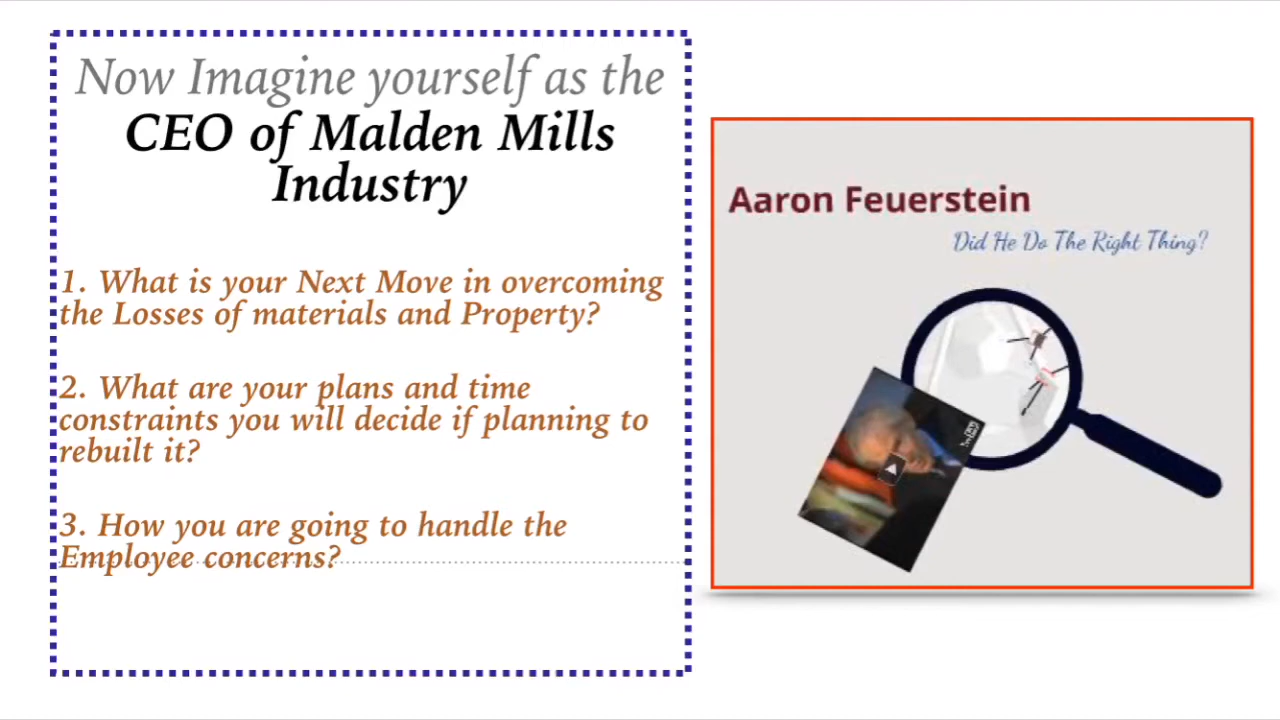 Now Imagine yourself as the
CEO of Malden Mills
Industry
1. What is your Next Move in overcoming
the Losses of materials and Property?
2. What are your plans and time
constraints you will decide if planning to
rebuilt it?
3. How you are going to handle the
Employee concerns?
Aaron Feuerstein
Did He Do The Right Thing?